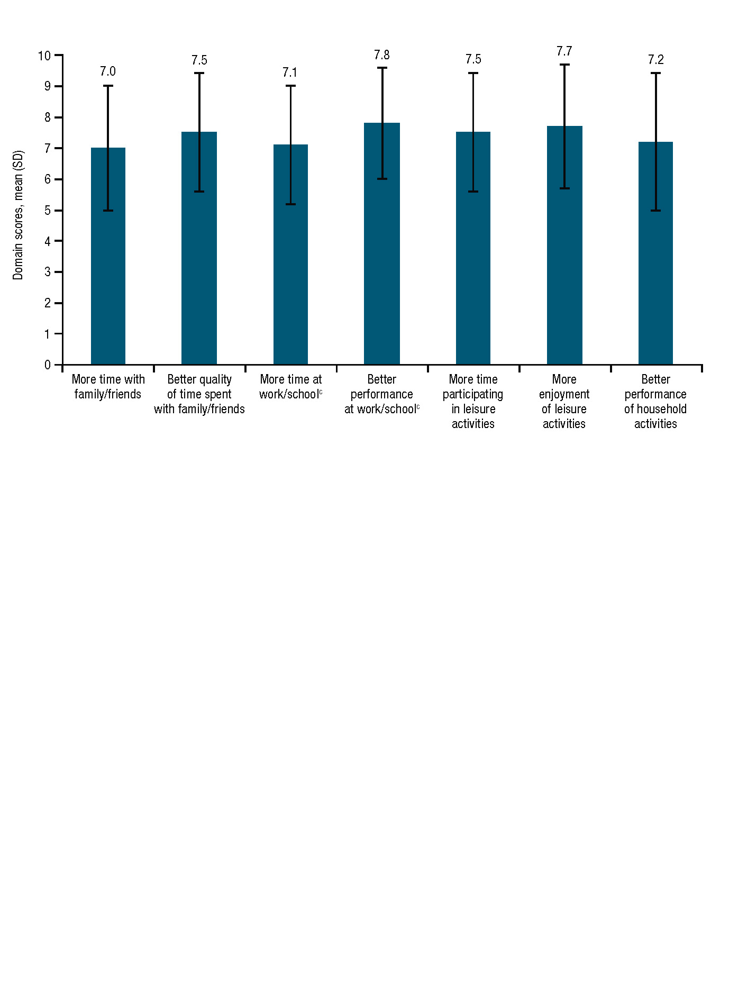 Domain scores, mean (SD)
10
9
8
7
6
5
4
3
2
1
0
7.0
7.5
7.1
7.8
7.5
7.7
7.2
More time with
family/friends
Better quality
of time spent
with family/friends
More time at
work/schoolᶜ
Better
performance
at work/schoolᶜ
More time
participating
in leisure
activities
More
enjoyment
of leisure
activities
Better
performance
of household
activities